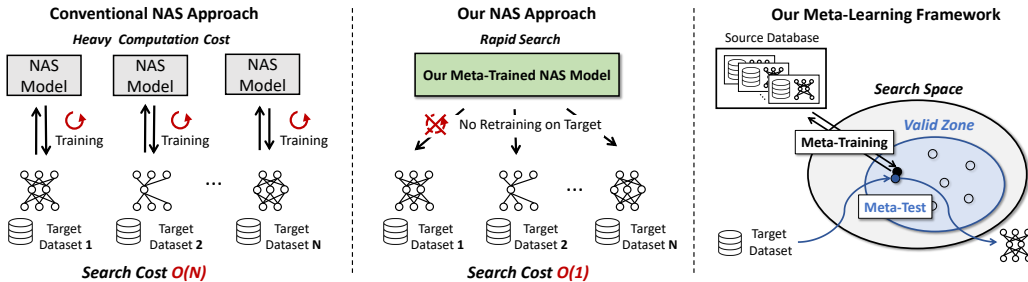 Conventional NAS Approach
Heavy Computation Cost
NAS Model
NAS Model
NAS Model
Training
Training
Training
...
Target Dataset 1
Target Dataset 2
Target Dataset N
Search Cost O(N)
Our NAS Approach
Rapid Search
Our Meta-Trained NAS Model
No Retraining on Target
...
Target Dataset 1
Target Dataset 2
Target Dataset N
Search Cost O(1)
Our Meta-Learning Framework
Source Database
Search Space
Valid Zone
Meta-Training
Meta-Test
Target Dataset